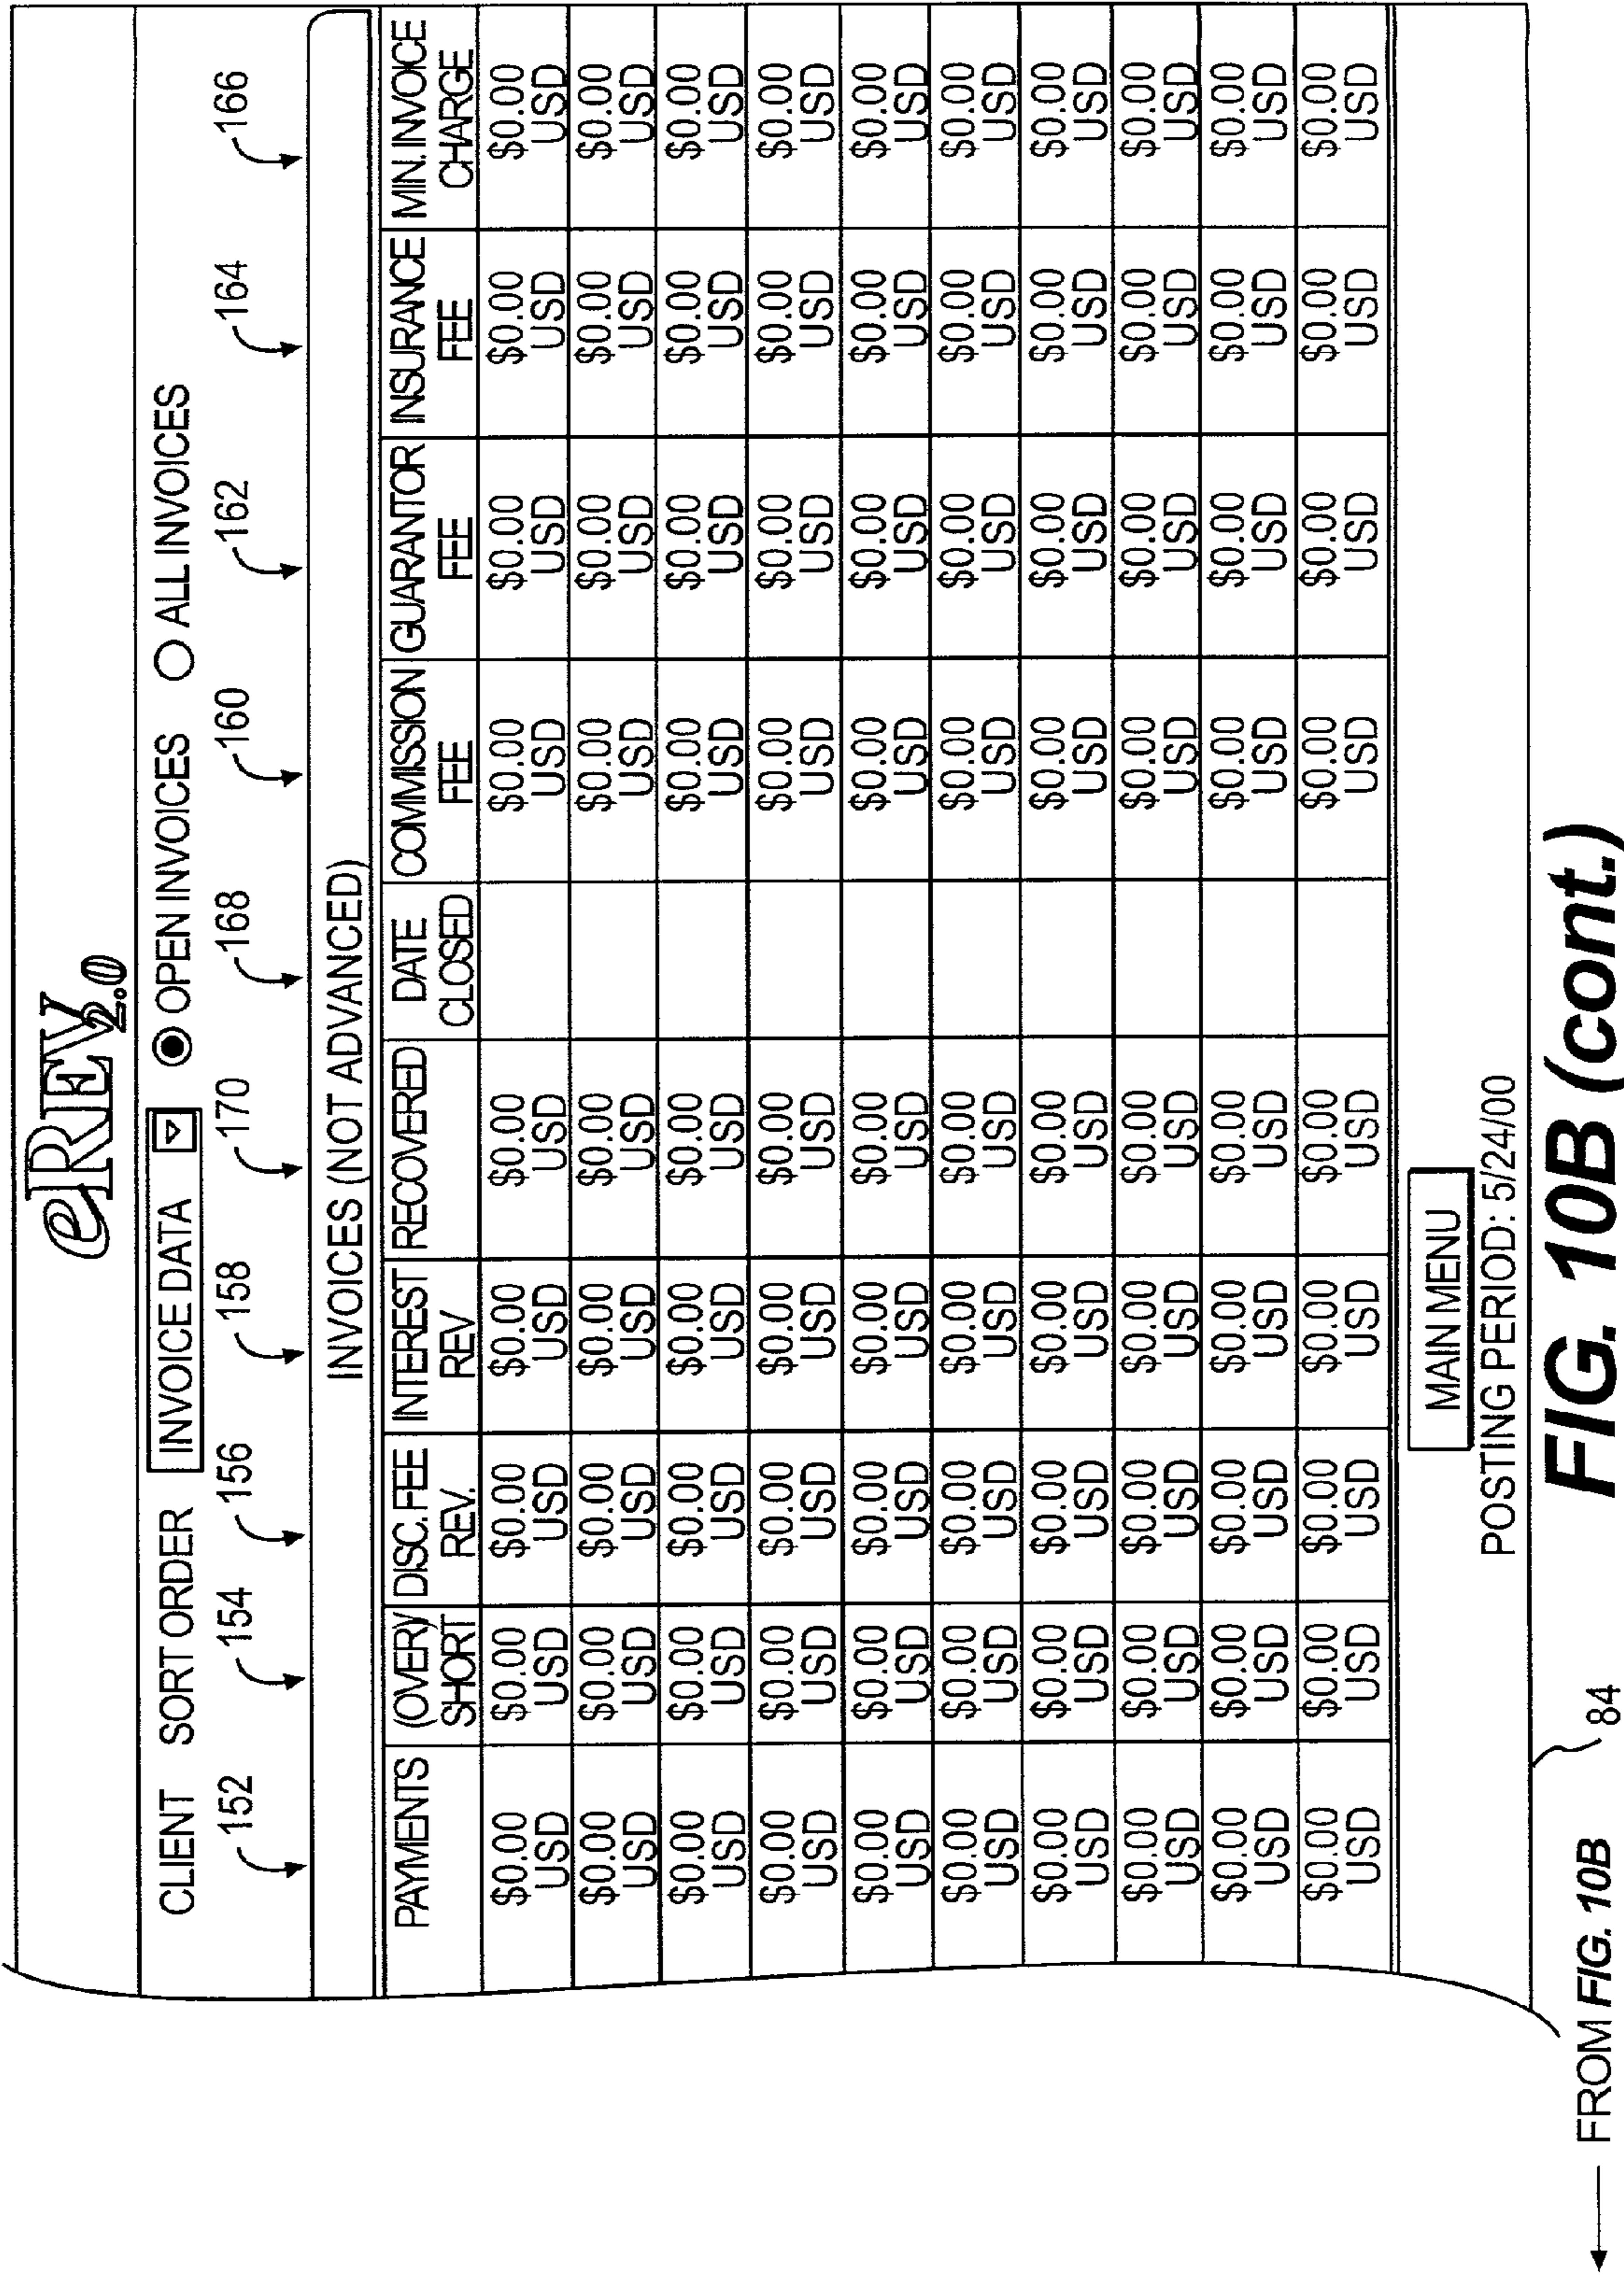 eREV 2.0
CLIENT SORT ORDER INVOICE DATA OPEN INVOICES ALL INVOICES
152 154 156 158 170 168 160 162 164 166
INVOICES (NOT ADVANCED)
PAYMENTS (OVER)/ DISC. FEE INTEREST RECOVERED DATE COMMISSION GUARANTOR INSURANCE MIN. INVOICE
SHORT REV. REV CLOSED FEE FEE FEE CHARGE
$0.00 $0.00 $0.00 $0.00 $0.00 $0.00 $0.00 $0.00 $0.00
USD USD USD USD USD USD USD USD USD
$0.00 $0.00 $0.00 $0.00 $0.00 $0.00 $0.00 $0.00 $0.00
USD USD USD USD USD USD USD USD USD
$0.00 $0.00 $0.00 $0.00 $0.00 $0.00 $0.00 $0.00 $0.00
USD USD USD USD USD USD USD USD USD
$0.00 $0.00 $0.00 $0.00 $0.00 $0.00 $0.00 $0.00 $0.00
USD USD USD USD USD USD USD USD USD
$0.00 $0.00 $0.00 $0.00 $0.00 $0.00 $0.00 $0.00 $0.00
USD USD USD USD USD USD USD USD USD
$0.00 $0.00 $0.00 $0.00 $0.00 $0.00 $0.00 $0.00 $0.00
USD USD USD USD USD USD USD USD USD
$0.00 $0.00 $0.00 $0.00 $0.00 $0.00 $0.00 $0.00 $0.00
USD USD USD USD USD USD USD USD USD
$0.00 $0.00 $0.00 $0.00 $0.00 $0.00 $0.00 $0.00 $0.00
USD USD USD USD USD USD USD USD USD
$0.00 $0.00 $0.00 $0.00 $0.00 $0.00 $0.00 $0.00 $0.00
USD USD USD USD USD USD USD USD USD
$0.00 $0.00 $0.00 $0.00 $0.00 $0.00 $0.00 $0.00 $0.00
USD USD USD USD USD USD USD USD USD
MAIN MENU
POSTING PERIOD: 5/24/00
84
FROM FIG. 10B
FIG. 10B (cont.)